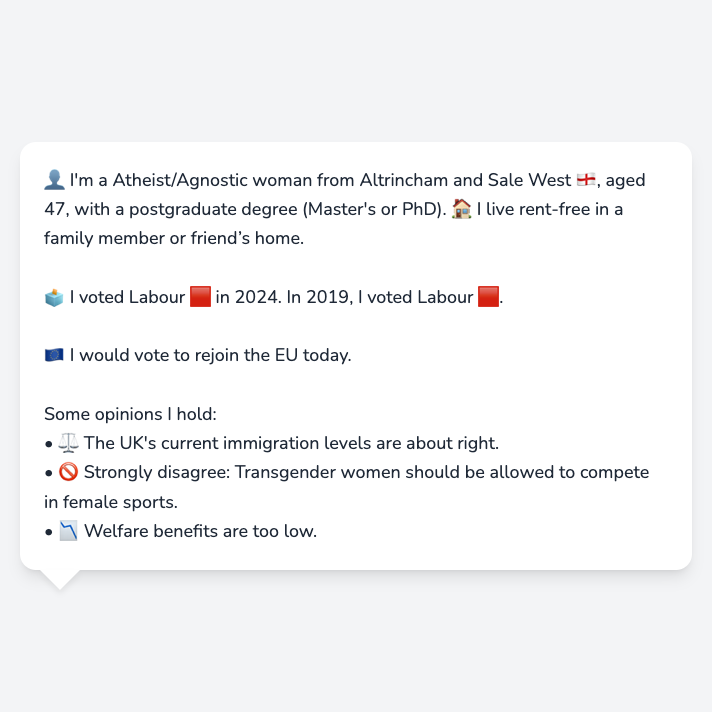 👤 I'm a Atheist/Agnostic woman from Altrincham and Sale West 🏴󠁧󠁢󠁥󠁮󠁧󠁿, aged
47, with a postgraduate degree (Master's or PhD). 🏠 I live rent-free in a
family member or friend’s home.
🗳️ I voted Labour 🟥 in 2024. In 2019, I voted Labour 🟥.
🇪🇺 I would vote to rejoin the EU today.
Some opinions I hold:
• ⚖️ The UK's current immigration levels are about right.
• 🚫 Strongly disagree: Transgender women should be allowed to compete
in female sports.
• 📉 Welfare benefits are too low.